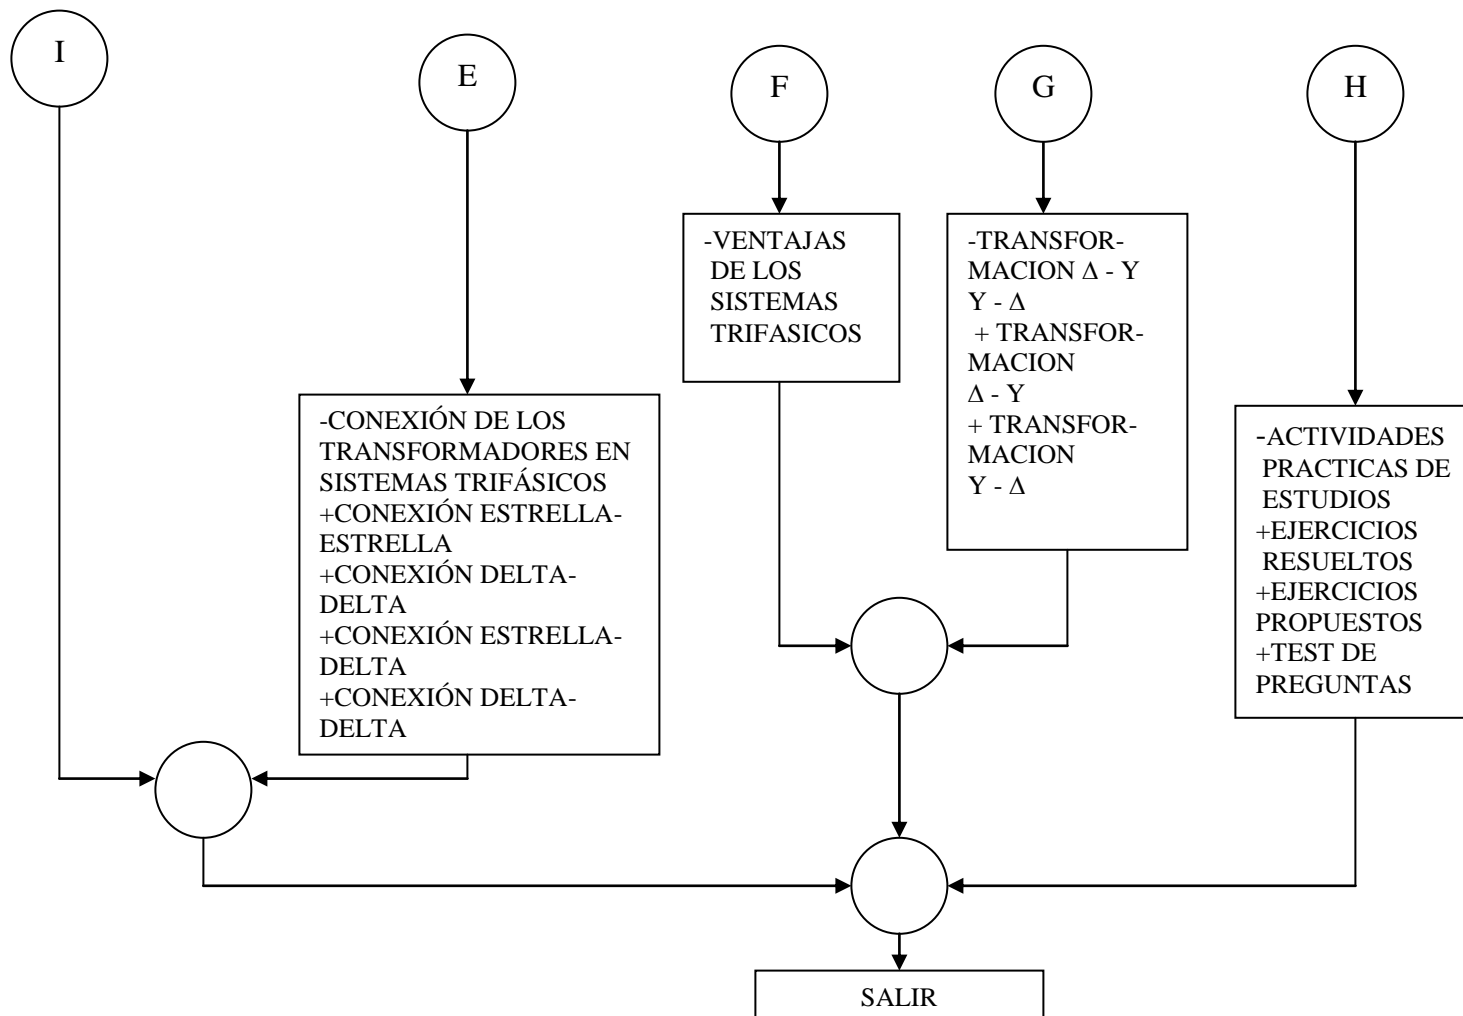 I
E
F
G
H
-VENTAJAS
DE LOS
SISTEMAS
TRIFASICOS
-TRANSFOR-
MACION Δ - Y
Y - Δ
+ TRANSFOR-
MACION
Δ - Y
+ TRANSFOR-
MACION
Y - Δ
-CONEXIÓN DE LOS
TRANSFORMADORES EN
SISTEMAS TRIFÁSICOS
+CONEXIÓN ESTRELLA-
ESTRELLA
+CONEXIÓN DELTA-
DELTA
+CONEXIÓN ESTRELLA-
DELTA
+CONEXIÓN DELTA-
DELTA
-ACTIVIDADES
PRACTICAS DE
ESTUDIOS
+EJERCICIOS
RESUELTOS
+EJERCICIOS
PROPUESTOS
+TEST DE
PREGUNTAS
SALIR